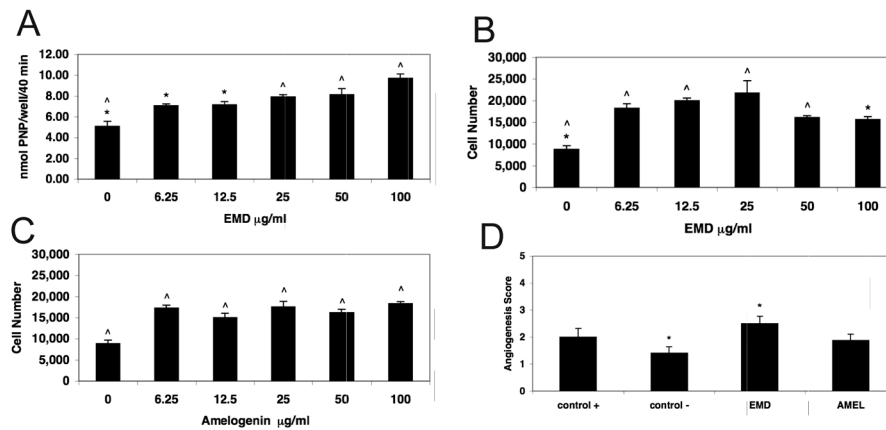 A
nmol PNP/well/40 min
12.00
10.00
8.00
6.00
4.00
2.00
0.00
^
*
*
*
^
^
^
0 6.25 12.5 25 50 100
EMD µg/ml
B
Cell Number
30,000
25,000
20,000
15,000
10,000
5,000
0
^
*
^
^
^
^
*
0 6.25 12.5 25 50 100
EMD µg/ml
C
Cell Number
30,000
25,000
20,000
15,000
10,000
5,000
0
^ ^ ^ ^ ^ ^
0 6.25 12.5 25 50 100
Amelogenin µg/ml
D
Angiogenesis Score
5
4
3
2
1
0
* *
control + control - EMD AMEL